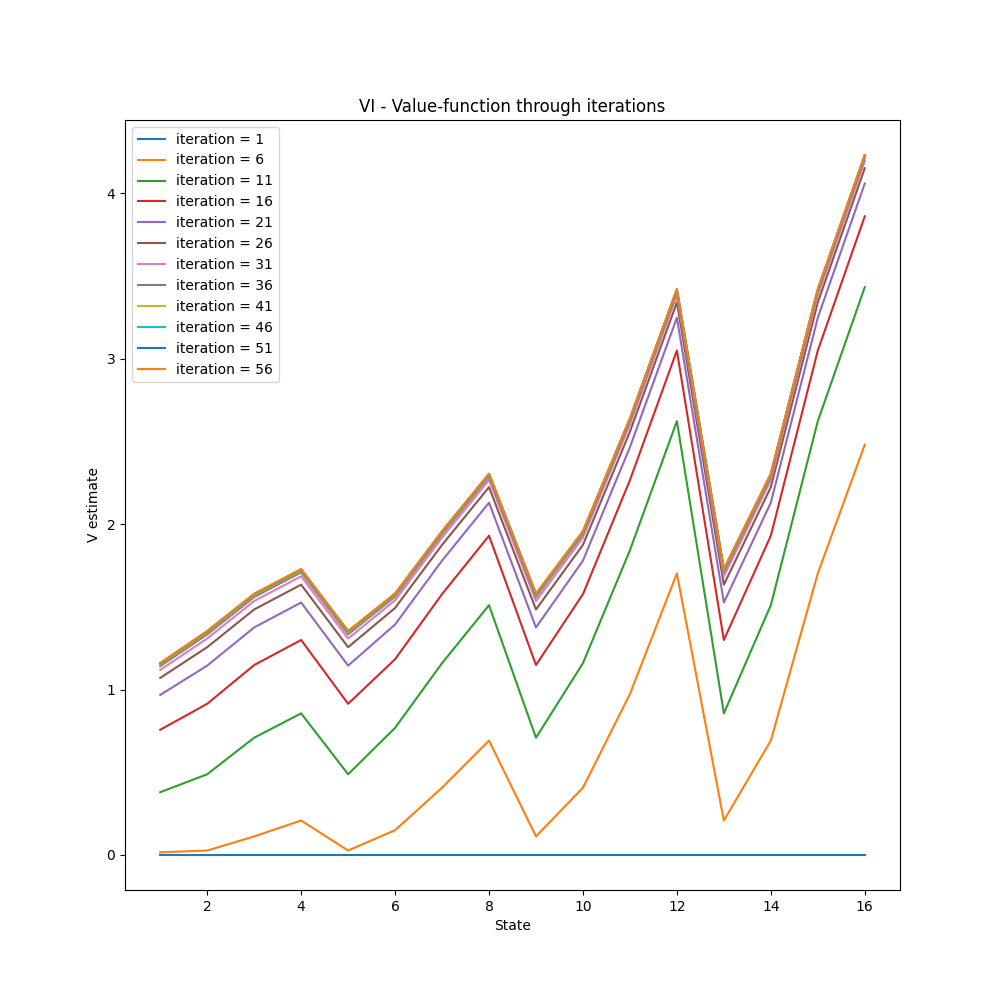 VI - Value-function through iterations
iteration = 1
iteration = 6
iteration = 11
iteration = 16
iteration = 21
iteration = 26
iteration = 31
iteration = 36
iteration = 41
iteration = 46
iteration = 51
iteration = 56
4
3
2
1
0
V estimate
2 4 6 8 10 12 14 16
State